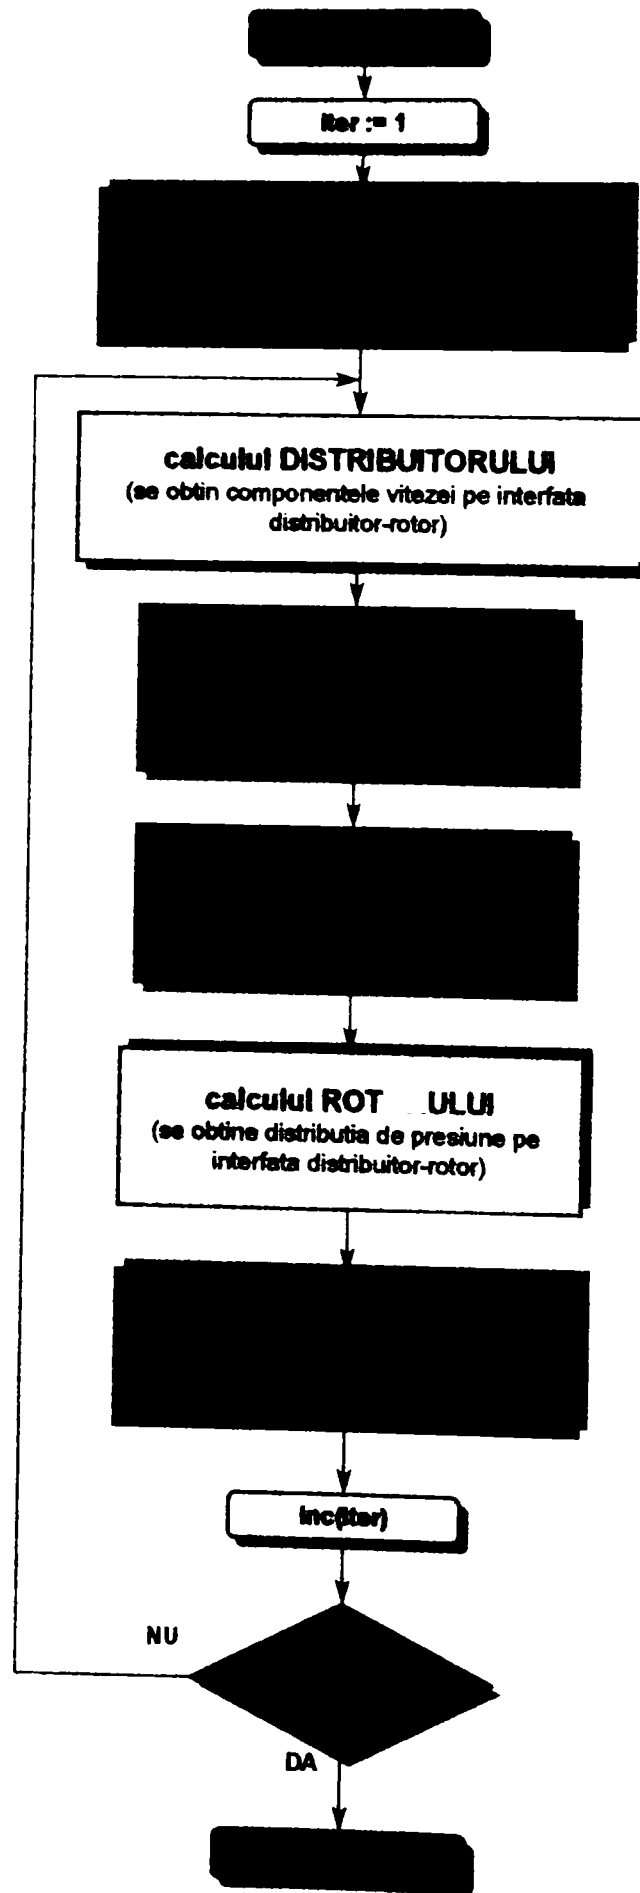 iter := 1
calculul DISTRIBUITORULUI
(se obtin componentele vitezei pe interfata
distribuitor-rotor)
calculul ROT ULUI
(se obtine distributia de presiune pe
interfata distribuitor-rotor)
inc(iter)
NU
DA